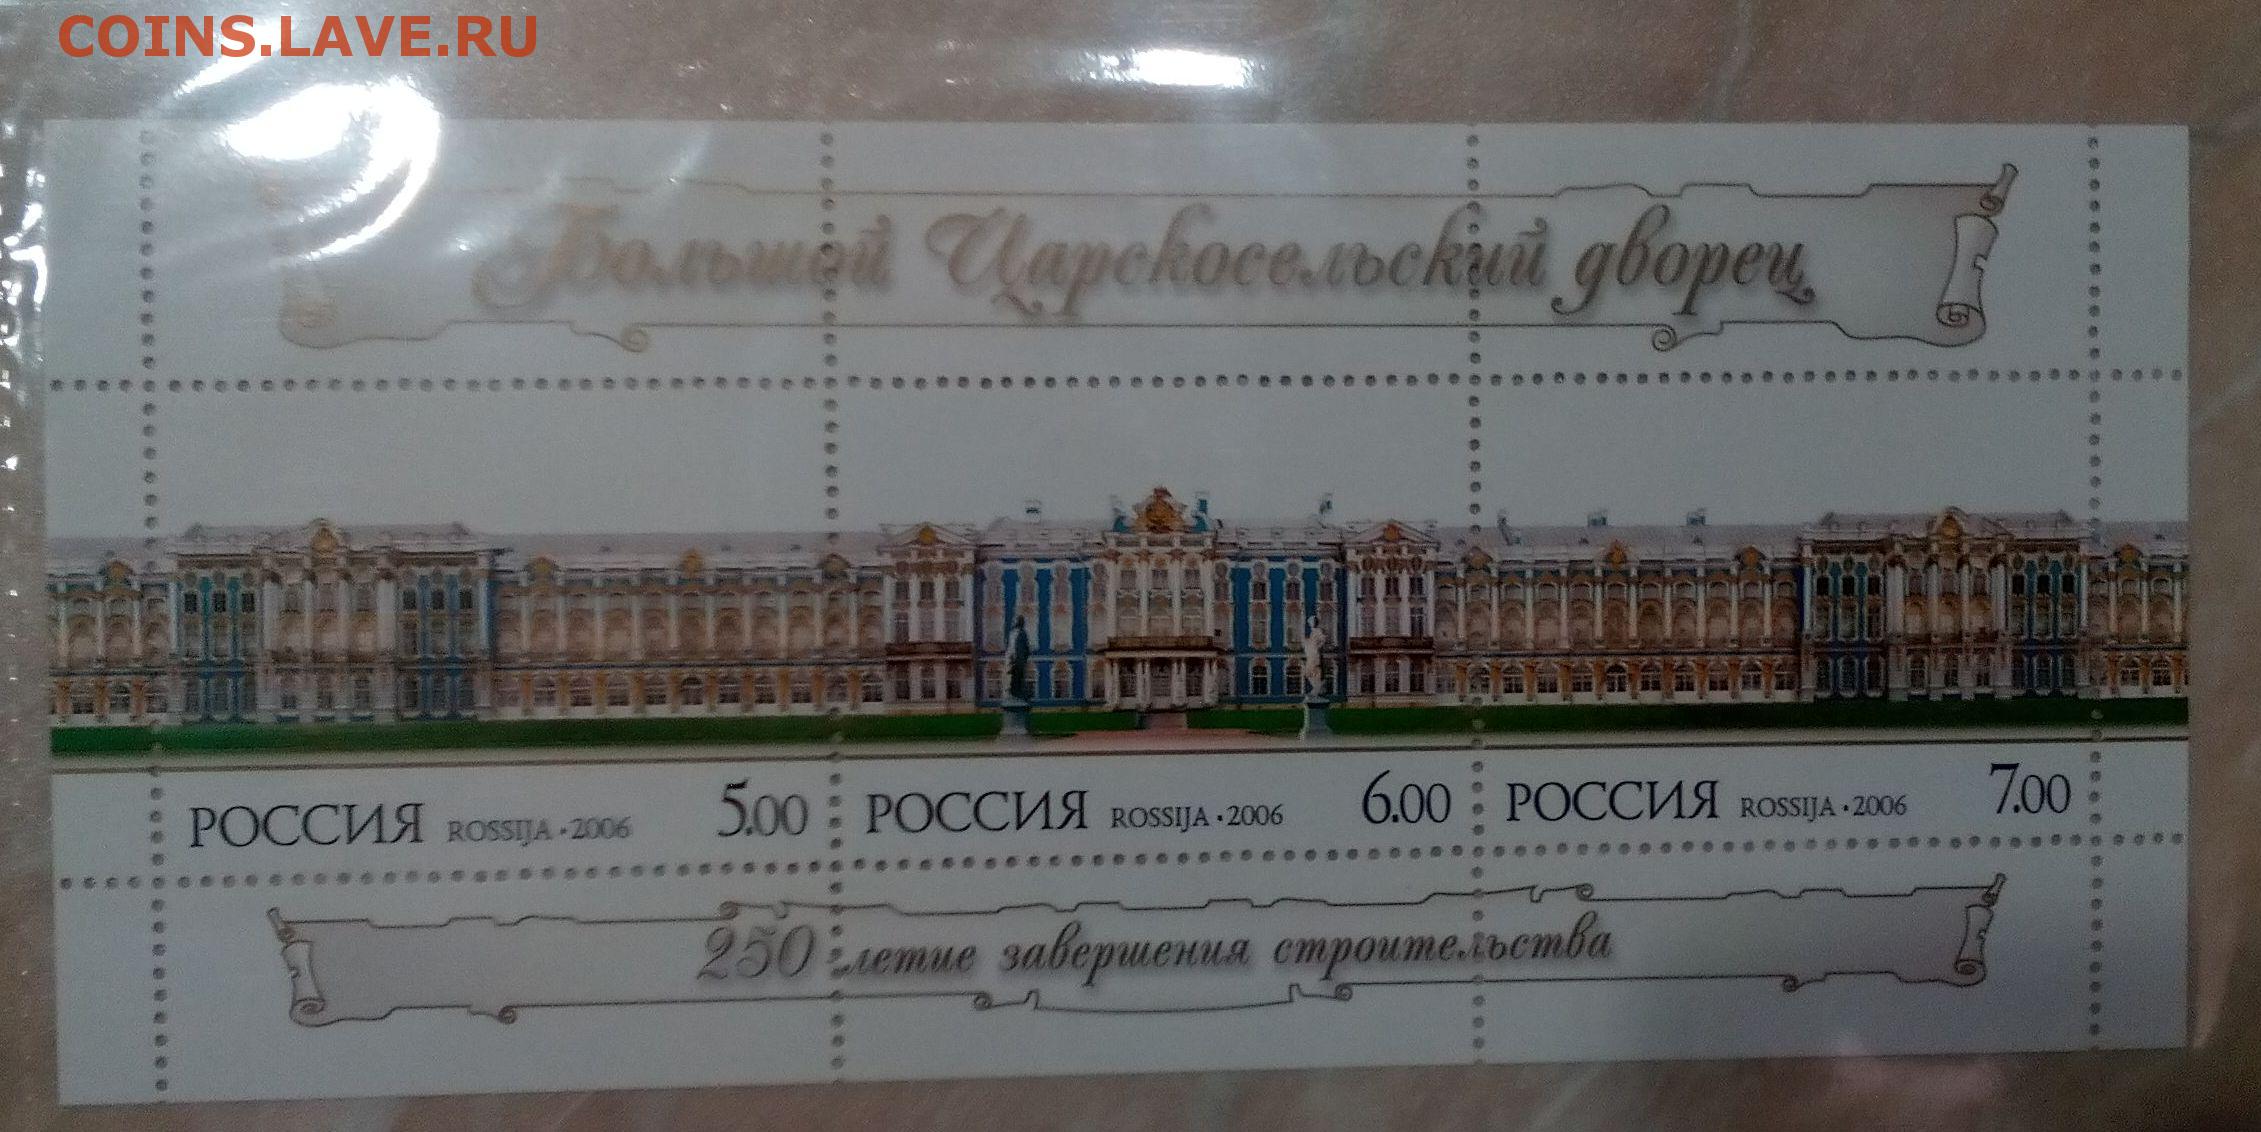 COINS.LAVE.RU
Большой Царскосельский дворец
РОССИЯ ROSSIJA • 2006 5.00 РОССИЯ ROSSIJA • 2006 6.00 РОССИЯ ROSSIJA • 2006 7.00
250-летие завершения строительства